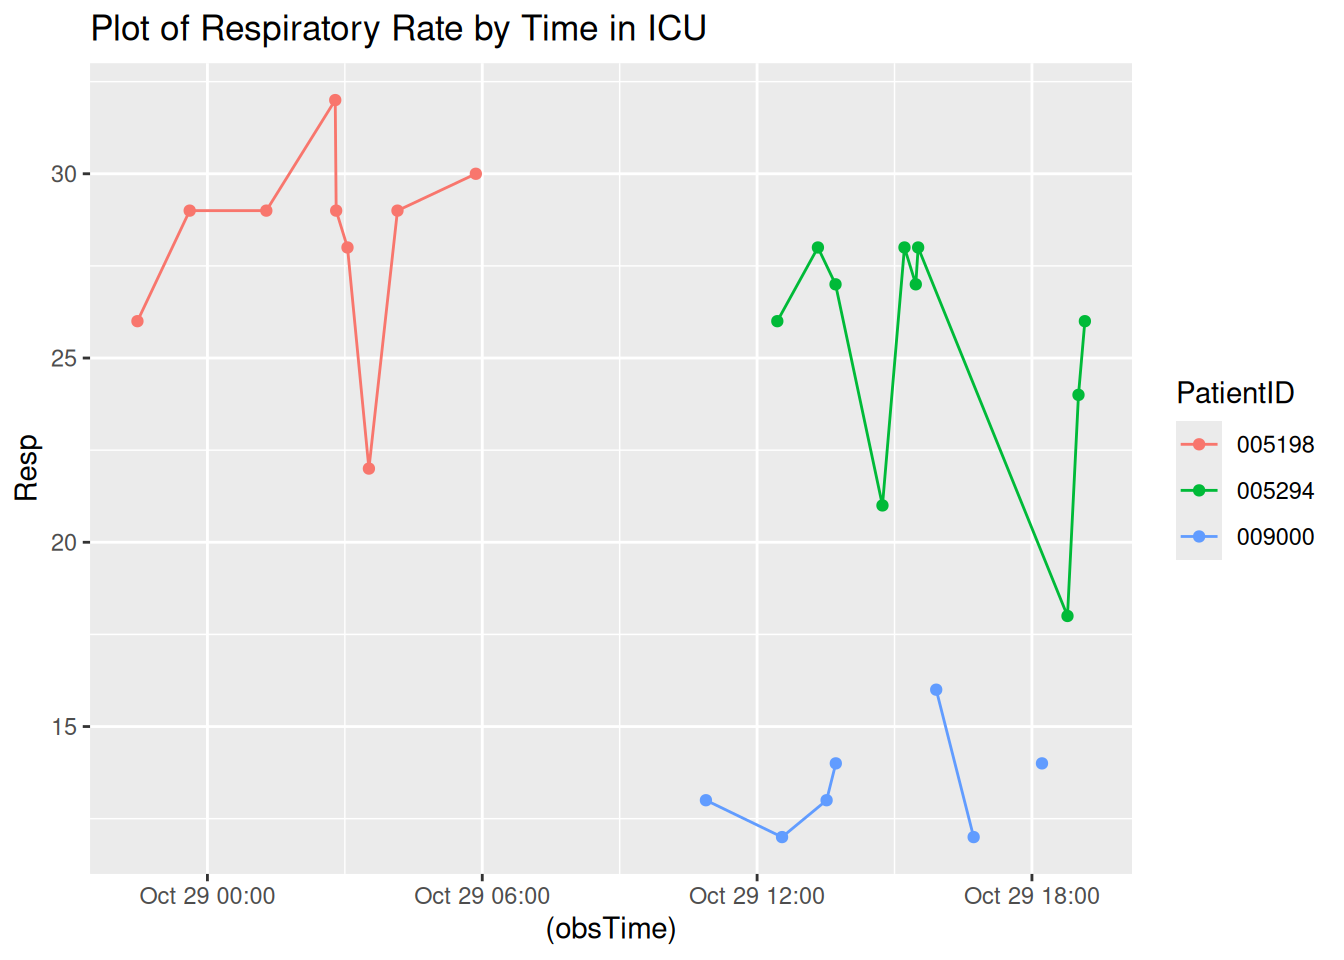 Plot of Respiratory Rate by Time in ICU
Resp
30
25
20
15
Oct 29 00:00
Oct 29 06:00
Oct 29 12:00
Oct 29 18:00
(obsTime)
PatientID
005198
005294
009000